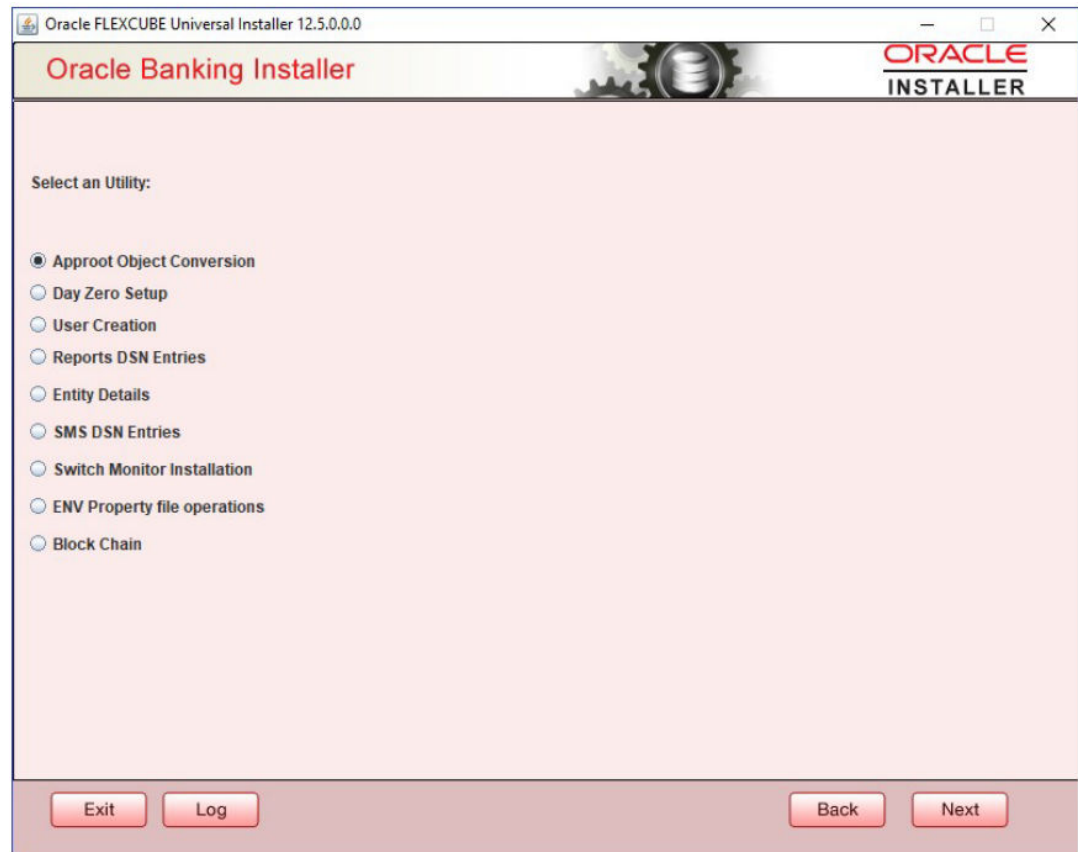 Oracle FLEXCUBE Universal Installer 12.5.0.0.0
Oracle Banking Installer
ORACLE
INSTALLER
Select an Utility:
Approot Object Conversion
Day Zero Setup
User Creation
Reports DSN Entries
Entity Details
SMS DSN Entries
Switch Monitor Installation
ENV Property file operations
Block Chain
Exit Log Back Next